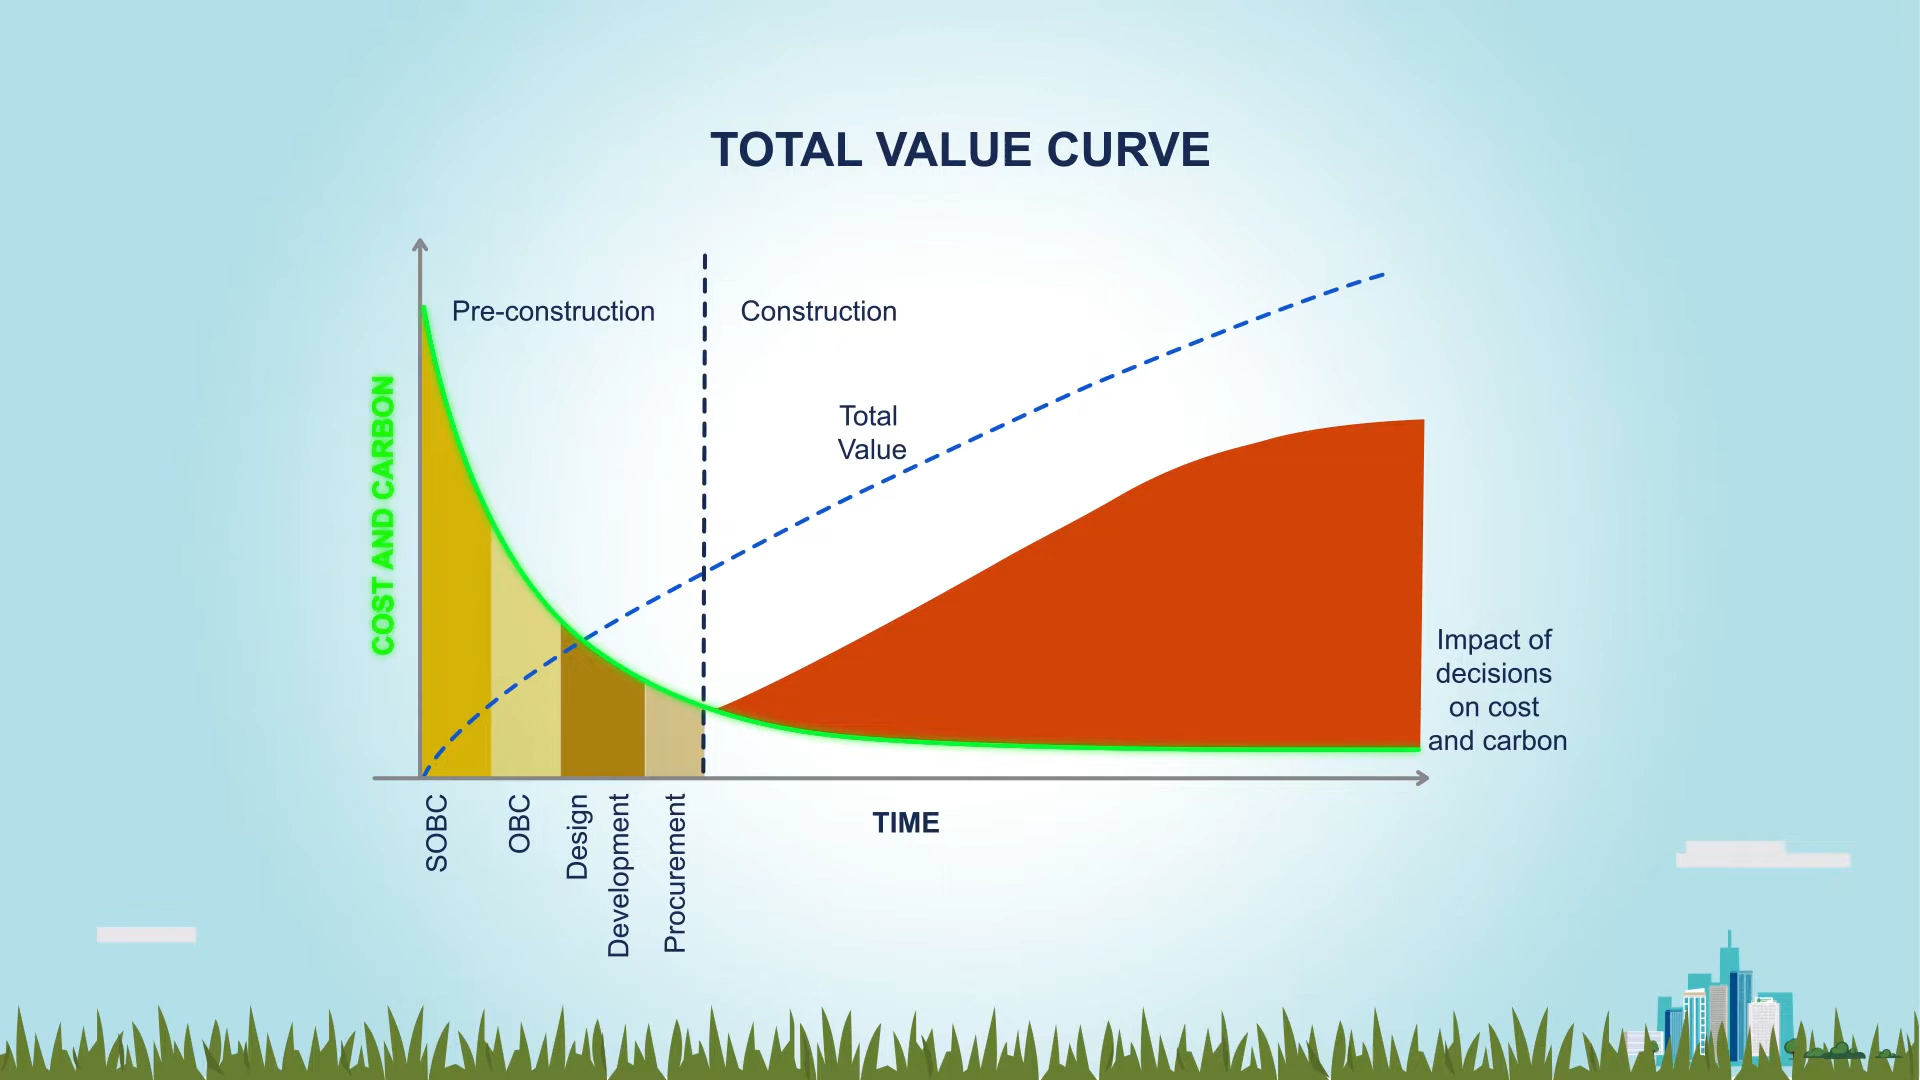 TOTAL VALUE CURVE
Pre-construction
Construction
COST AND CARBON
Total
Value
Impact of
decisions
on cost
and carbon
SOBC
OBC
Design
Development
Procurement
TIME